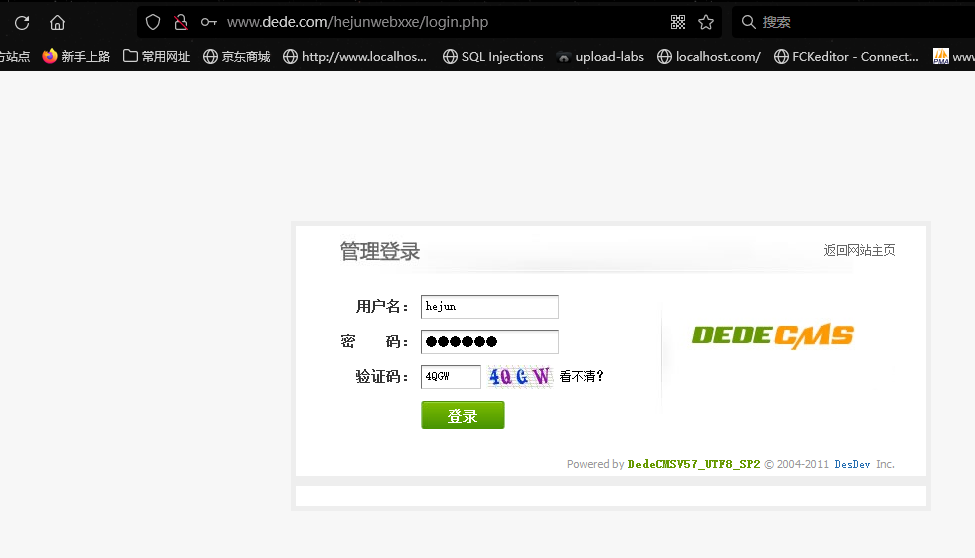 www.dede.com/hejunwebxxe/login.php 搜索
方站点 新手上路 常用网址 京东商城 http://www.localhos... SQL Injections upload-labs localhost.com/ FCKeditor - Connect... PMA www
管理登录 返回网站主页
用户名： hejun
密 码： ●●●●●●
DEDECMS
验证码： 4QGW 4QGW 看不清？
登录
Powered by DedeCMSV57_UTF8_SP2 © 2004-2011 DesDev Inc.